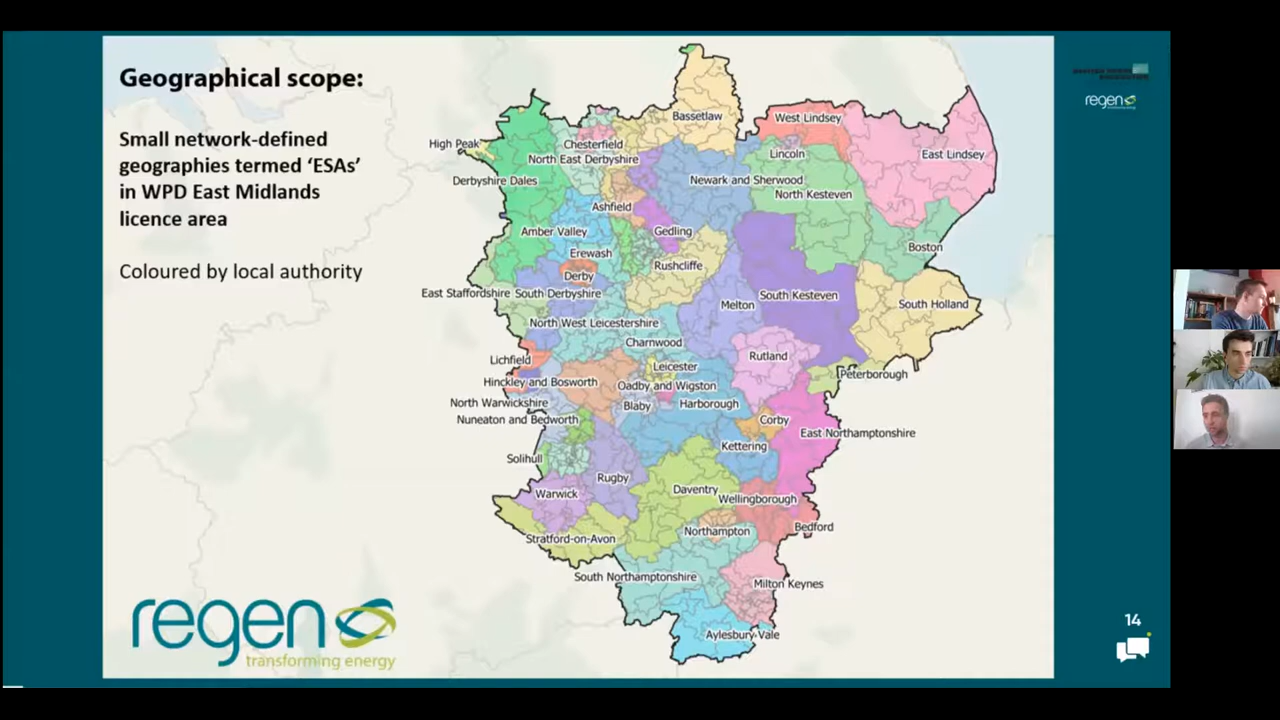 Geographical scope:
Small network-defined
geographies termed ‘ESAs’
in WPD East Midlands
licence area
Coloured by local authority
Bassetlaw
West Lindsey
High Peak
Chesterfield
North East Derbyshire
Lincoln
East Lindsey
Derbyshire Dales
Newark and Sherwood
North Kesteven
Ashfield
Amber Valley
Gedling
Boston
Erewash
Rushcliffe
Derby
East Staffordshire
South Derbyshire
South Kesteven
Melton
South Holland
North West Leicestershire
Charnwood
Rutland
Lichfield
Leicester
Peterborough
Hinckley and Bosworth
Oadby and Wigston
North Warwickshire
Blaby
Harborough
Nuneaton and Bedworth
Corby
East Northamptonshire
Kettering
Solihull
Rugby
Daventry
Warwick
Wellingborough
Northampton
Bedford
Stratford-on-Avon
South Northamptonshire
Milton Keynes
Aylesbury Vale
regen
transforming energy
regen
14